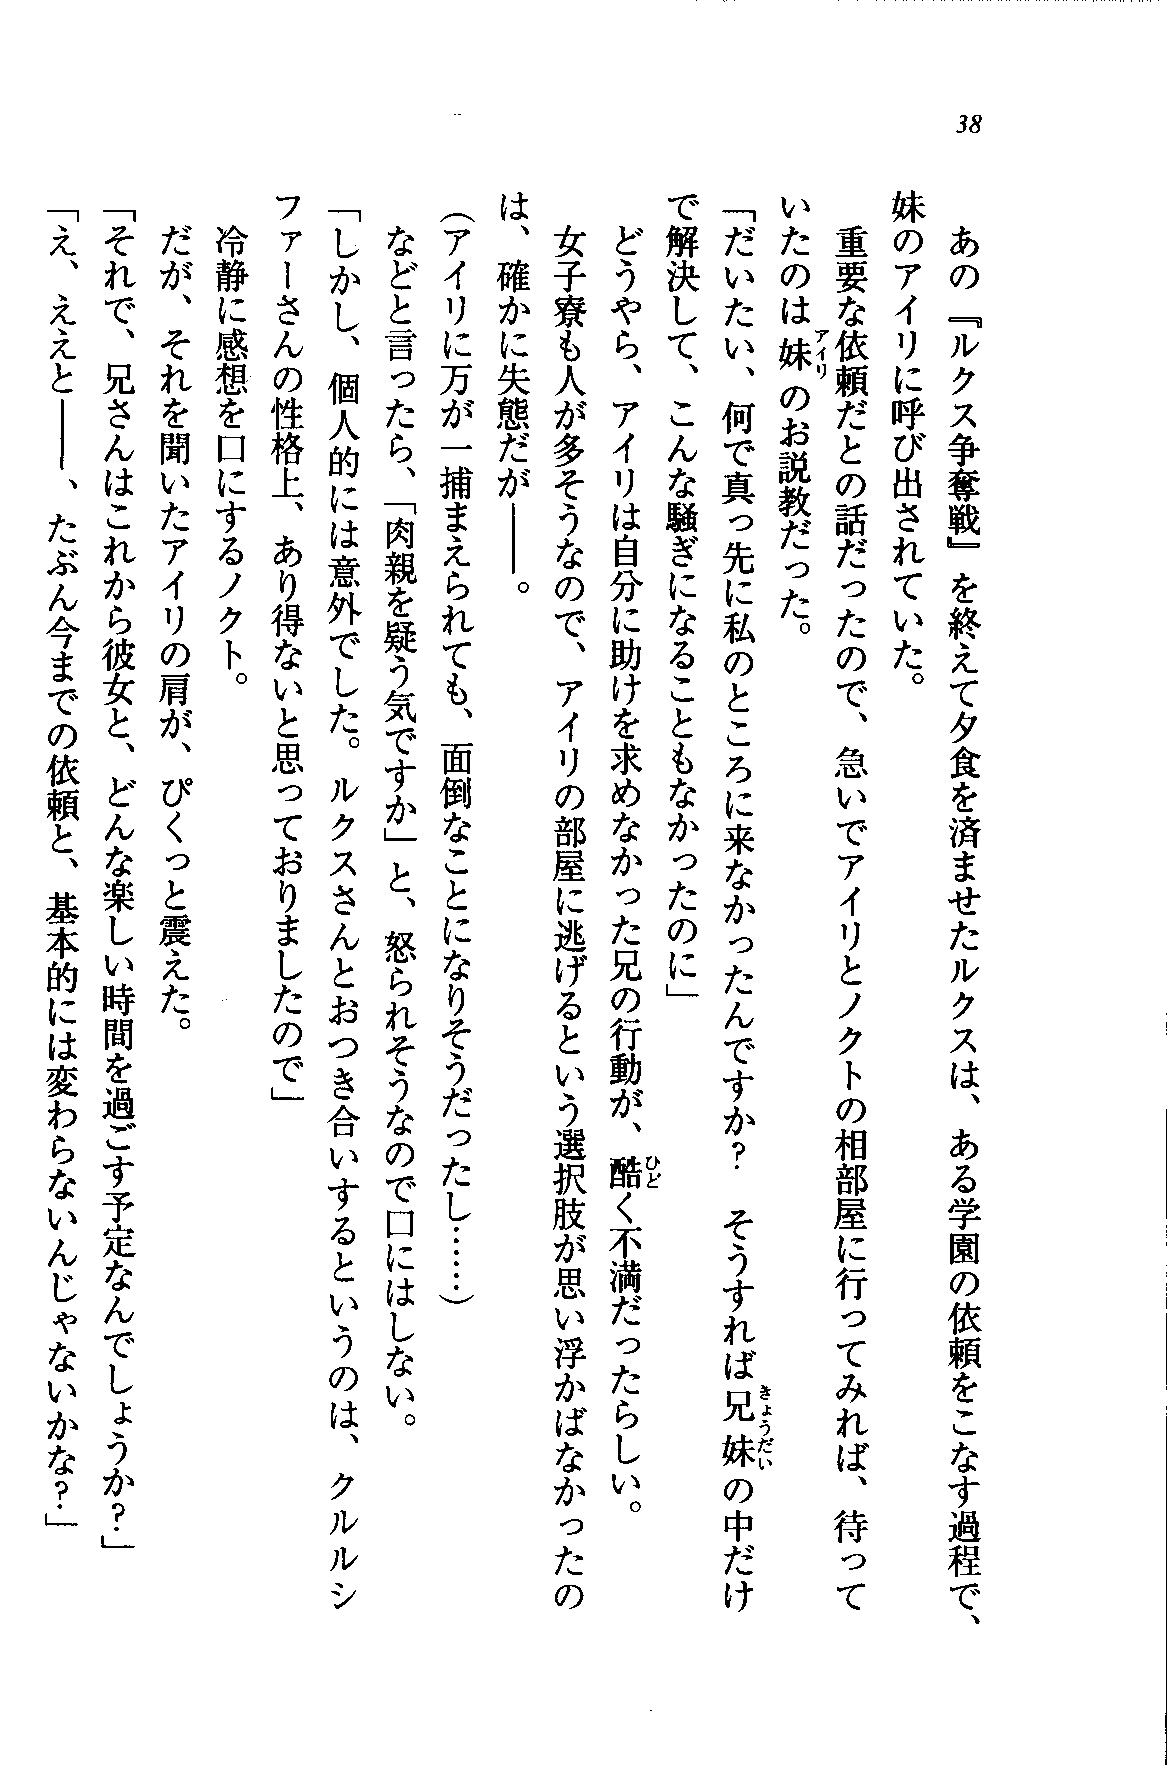 38
あの『ルクス争奪戦』を終えて夕食を済ませたルクスは、ある学園の依頼をこなす過程で、
妹のアイリに呼び出されていた。
重要な依頼だとの話だったので、急いでアイリとノクトの相部屋に行ってみれば、待って
いたのは妹アイリのお説教だった。
「だいたい、何で真っ先に私のところに来なかったんですか？　そうすれば兄妹きょうだいの中だけ
で解決して、こんな騒ぎになることもなかったのに」
どうやら、アイリは自分に助けを求めなかった兄の行動が、酷ひどく不満だったらしい。
女子寮も人が多そうなので、アイリの部屋に逃げるという選択肢が思い浮かばなかったの
は、確かに失態だが――。
（アイリに万が一捕まえられても、面倒なことになりそうだったし……）
などと言ったら、「肉親を疑う気ですか」と、怒られそうなので口にはしない。
「しかし、個人的には意外でした。ルクスさんとおつき合いするというのは、クルルシ
ファーさんの性格上、あり得ないと思っておりましたので」
冷静に感想を口にするノクト。
だが、それを聞いたアイリの肩が、ぴくっと震えた。
「それで、兄さんはこれから彼女と、どんな楽しい時間を過ごす予定なんでしょうか？」
「え、ええと――、たぶん今までの依頼と、基本的には変わらないんじゃないかな？」